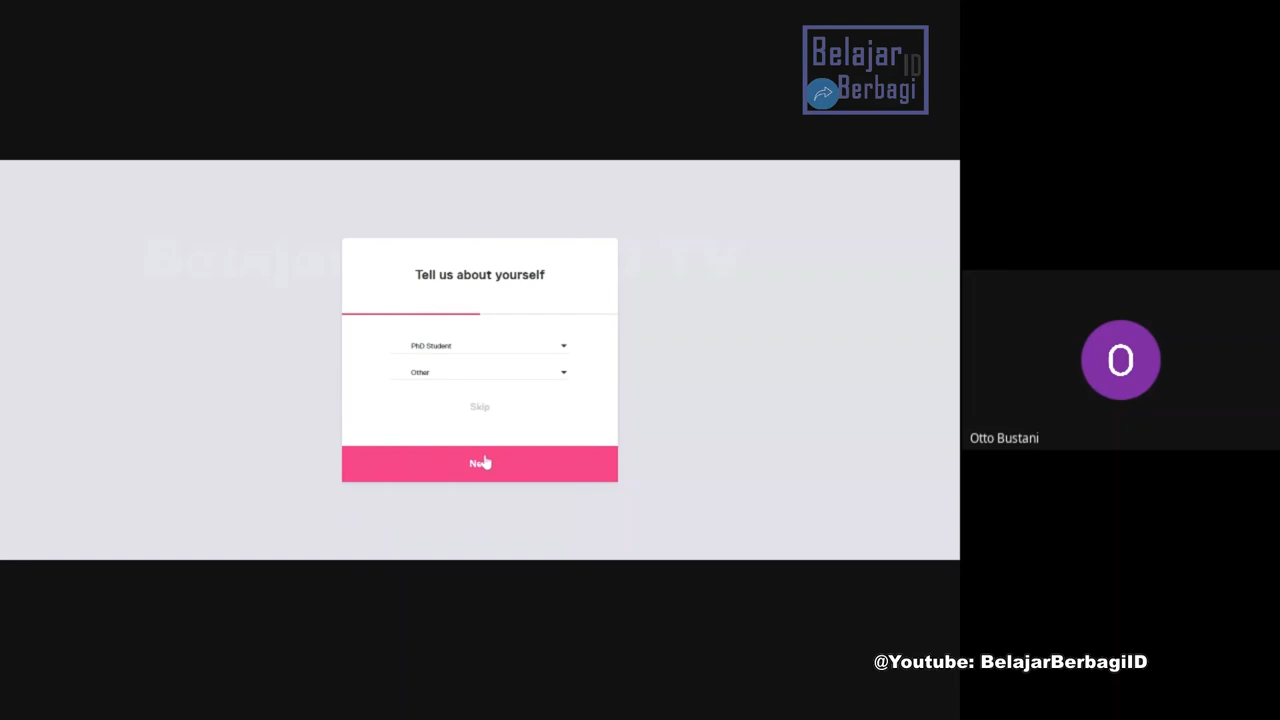 Belajar
ID
Berbagi
Tell us about yourself
PhD Student
Other
Skip
O
Otto Bustani
@Youtube: BelajarBerbagiID